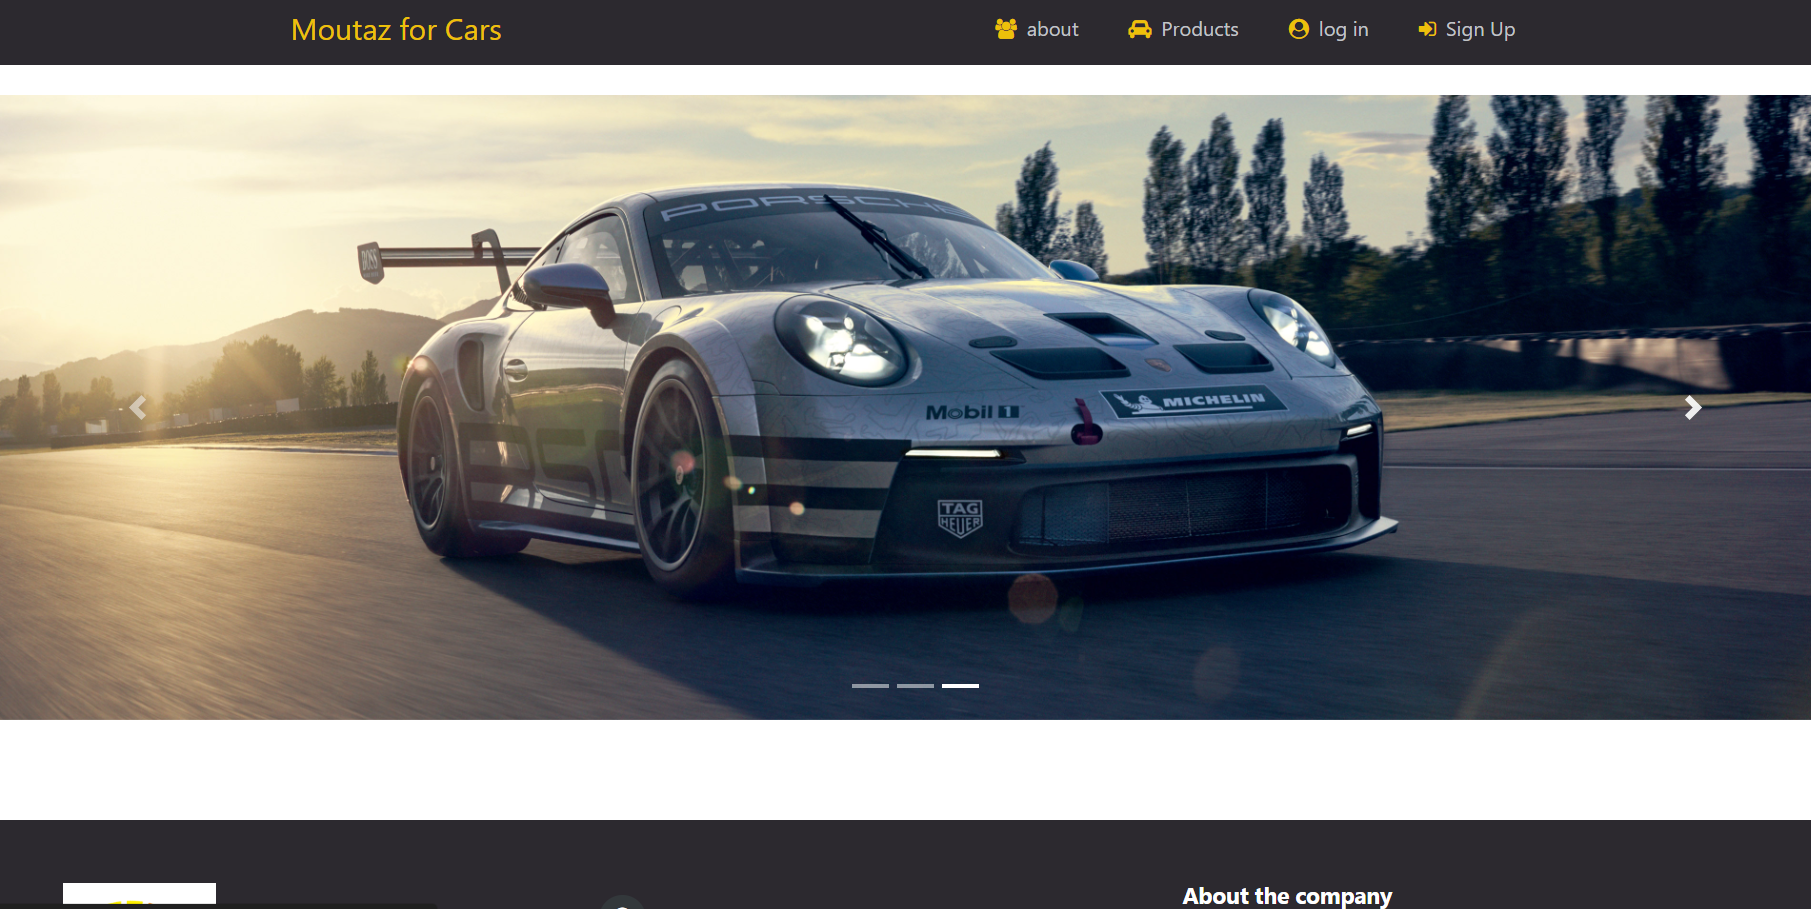 Moutaz for Cars
about
Products
log in
Sign Up
PORSCHE
BOSS
Mobil 1
MICHELIN
TAG
HEUER
About the company